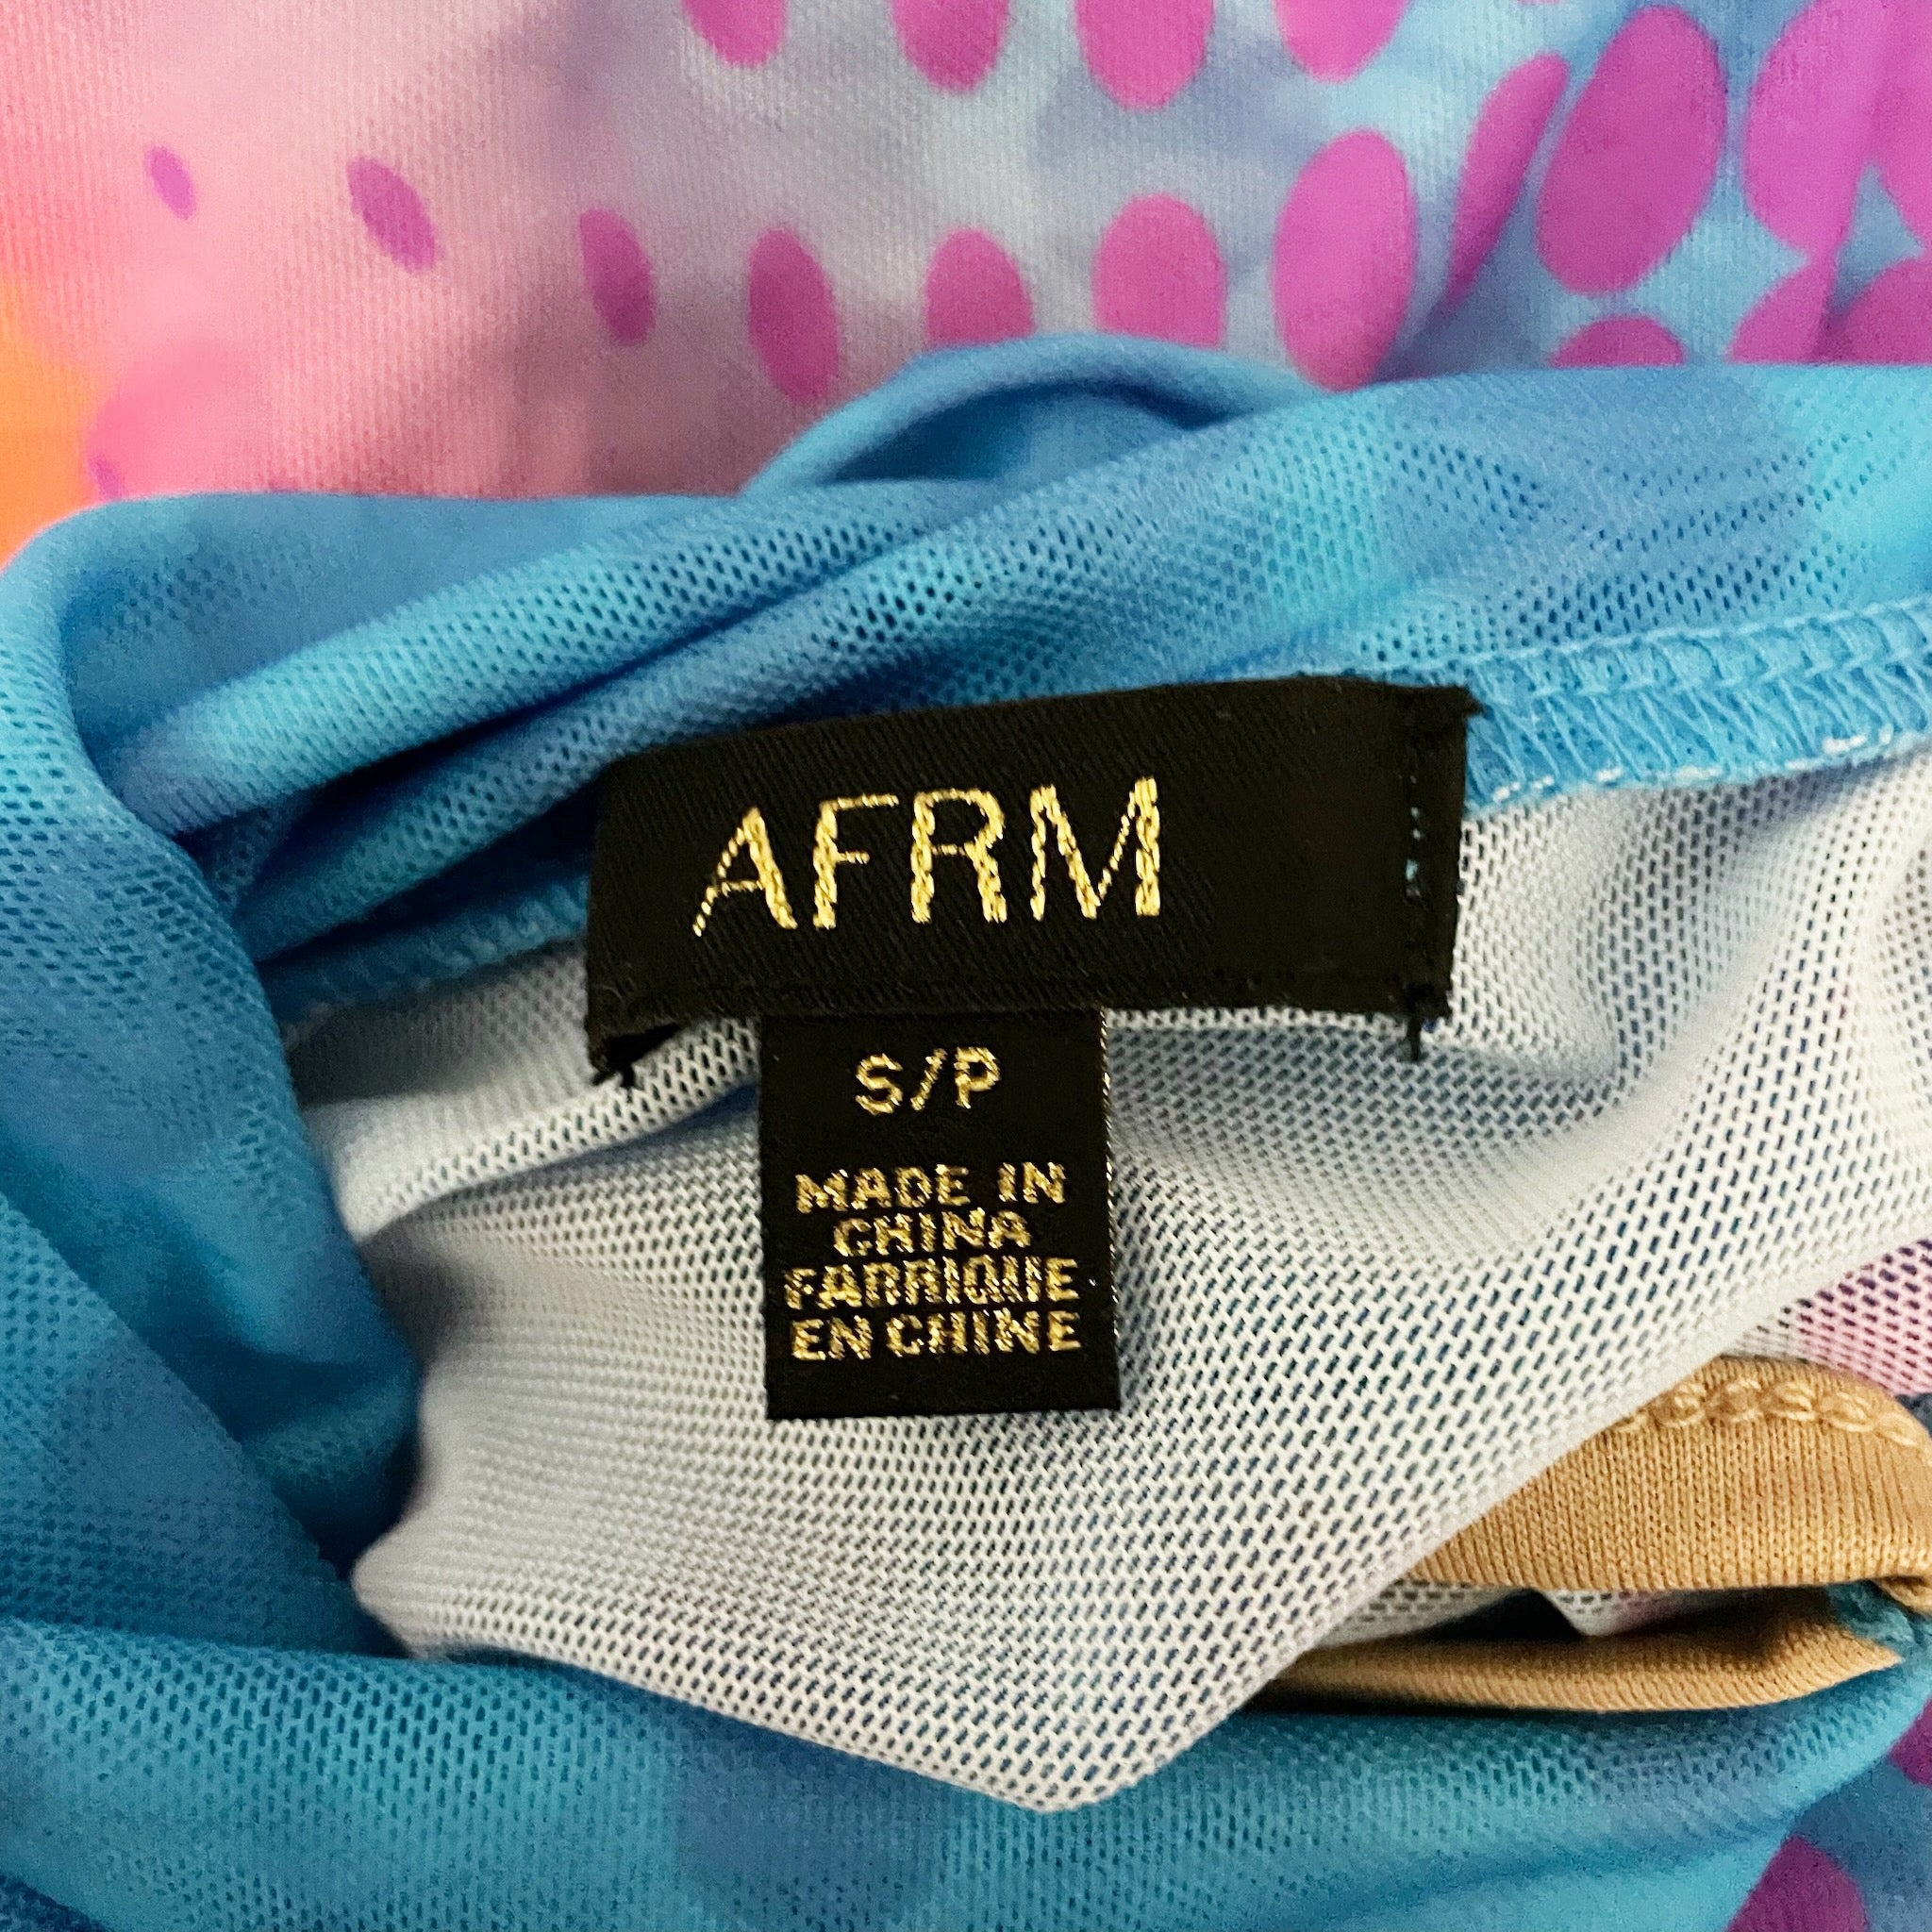 AFRM
S/P
MADE IN
CHINA
FABRIQUE
EN CHINE